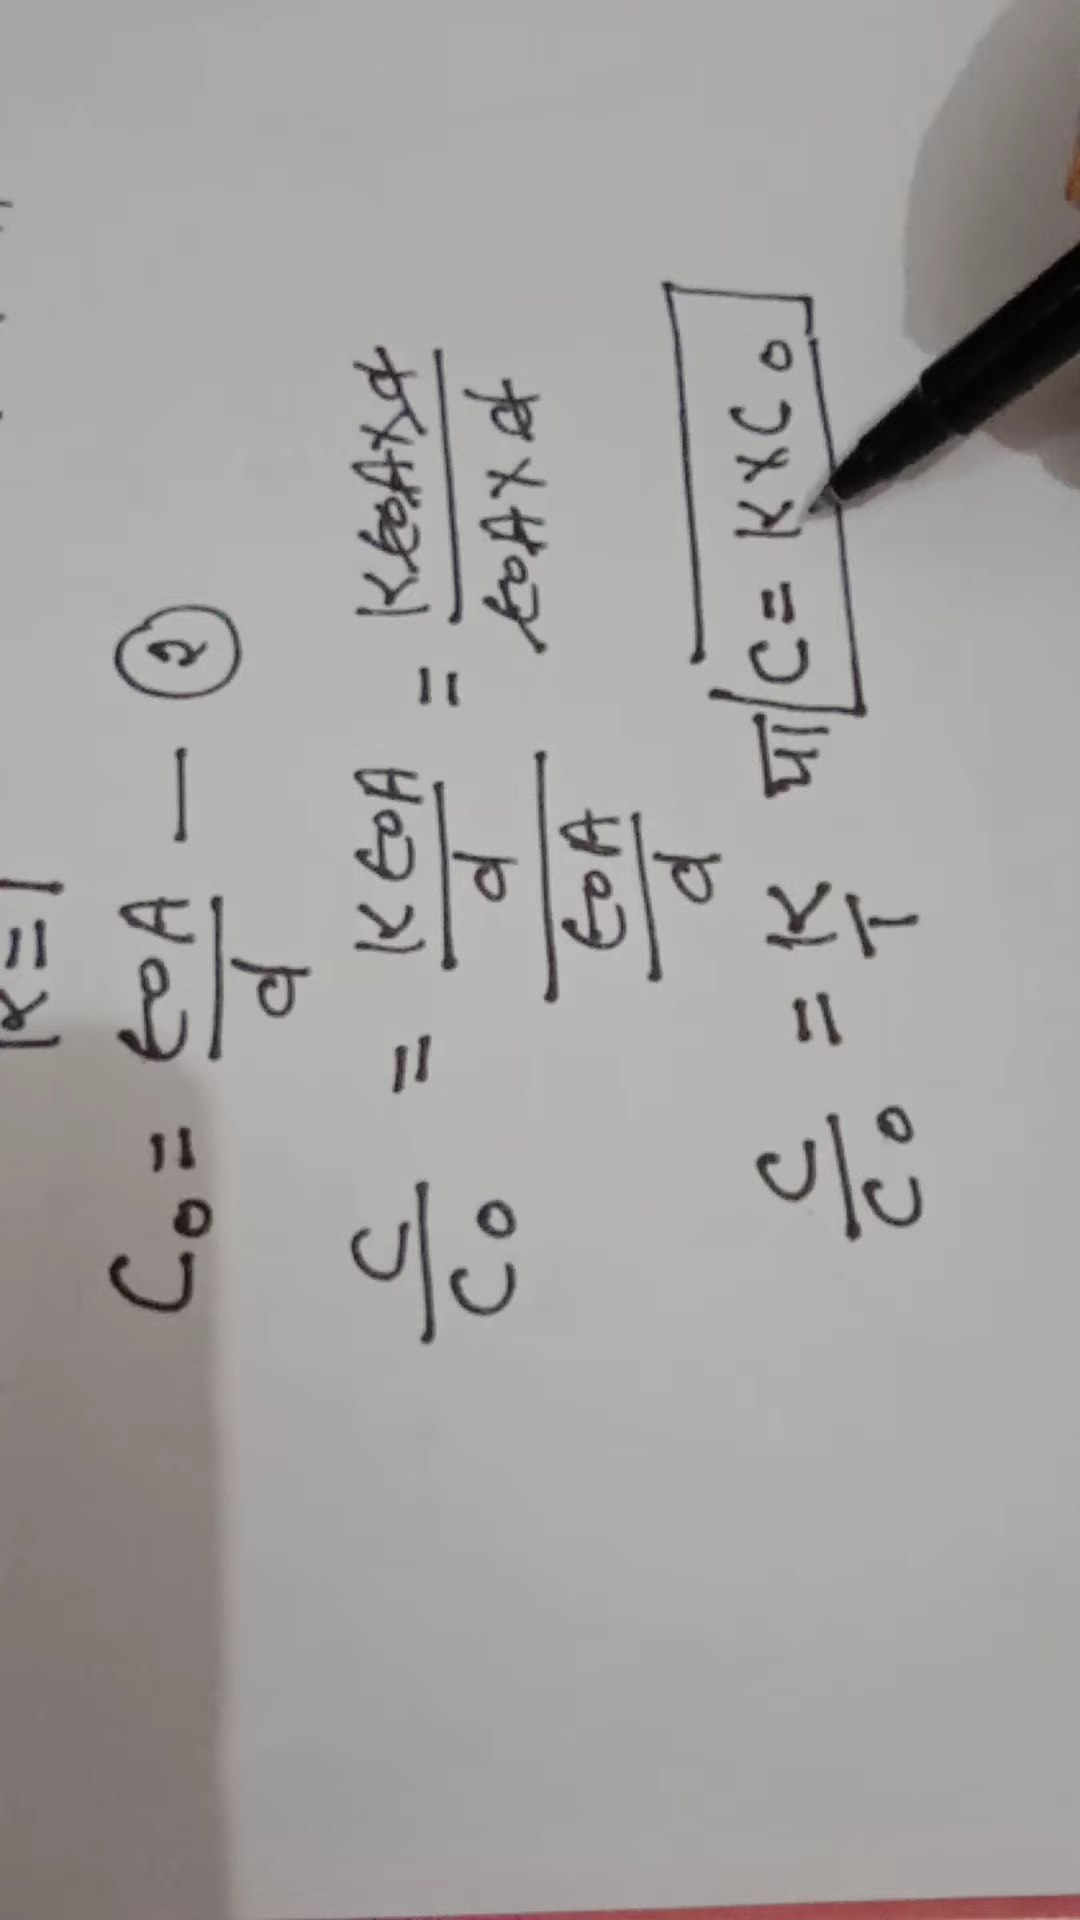 K=1
C₀ = ε₀A/d — ②
C/C₀ = (Kε₀A/d)/(ε₀A/d) = Kε₀A×d/ε₀A×d
C/C₀ = K/1 या C = K×C₀